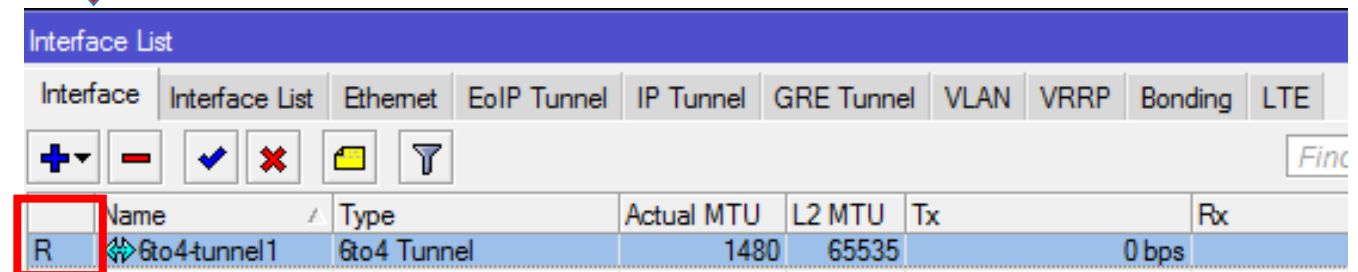 Interface List
Interface Interface List Ethernet EoIP Tunnel IP Tunnel GRE Tunnel VLAN VRRP Bonding LTE
Find
Name Type Actual MTU L2 MTU Tx Rx
R 6to4-tunnel1 6to4 Tunnel 1480 65535 0 bps